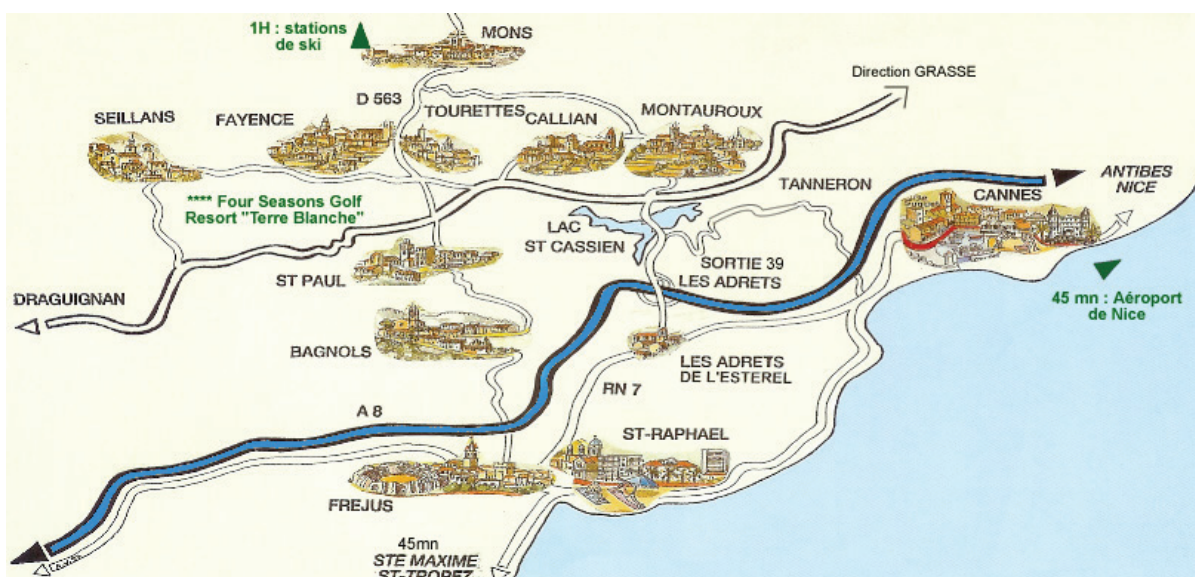 1H : stations
de ski
MONS
Direction GRASSE
D 563
SEILLANS
FAYENCE
TOURETTES
CALLIAN
MONTAUROUX
TANNERON
ANTIBES
NICE
CANNES
**** Four Seasons Golf
Resort "Terre Blanche"
LAC
ST CASSIEN
SORTIE 39
LES ADRETS
ST PAUL
DRAGUIGNAN
45 mn : Aéroport
de Nice
BAGNOLS
LES ADRETS
DE L'ESTEREL
RN 7
A 8
ST-RAPHAEL
FREJUS
45mn
STE MAXIME
ST-TROPEZ